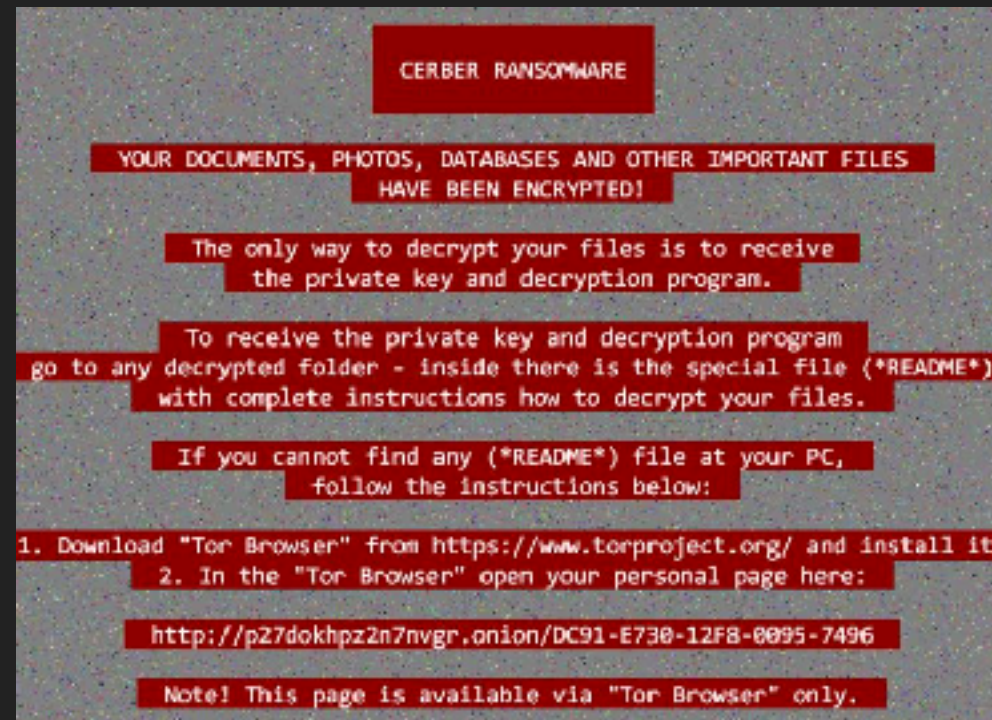 CERBER RANSOMWARE
YOUR DOCUMENTS, PHOTOS, DATABASES AND OTHER IMPORTANT FILES
HAVE BEEN ENCRYPTED!
The only way to decrypt your files is to receive
the private key and decryption program.
To receive the private key and decryption program
go to any decrypted folder - inside there is the special file (*README*)
with complete instructions how to decrypt your files.
If you cannot find any (*README*) file at your PC,
follow the instructions below:
1. Download "Tor Browser" from https://www.torproject.org/ and install it
2. In the "Tor Browser" open your personal page here:
http://p27dokhpz2n7nvgr.onion/DC91-E730-12F8-0095-7496
Note! This page is available via "Tor Browser" only.